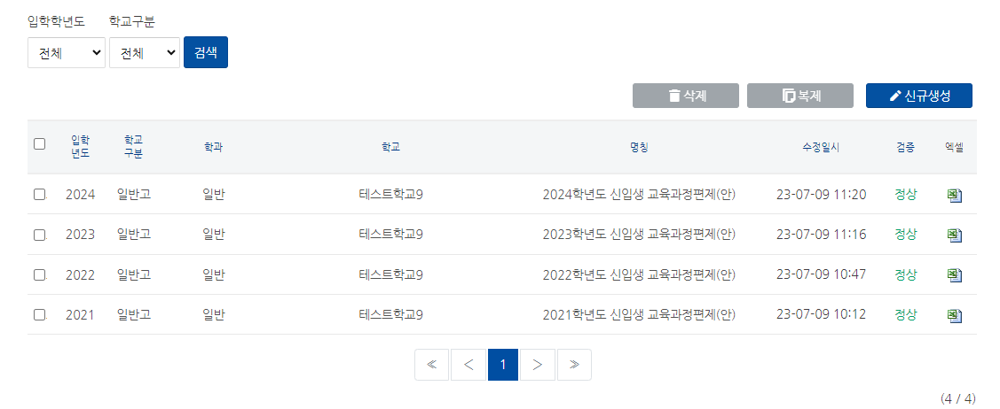 입학학년도 학교구분
전체 전체 검색
삭제 복제 신규생성
입학 학교
년도 구분 학과 학교 명칭 수정일시 검증 엑셀
2024 일반고 일반 테스트학교9 2024학년도 신입생 교육과정편제(안) 23-07-09 11:20 정상
2023 일반고 일반 테스트학교9 2023학년도 신입생 교육과정편제(안) 23-07-09 11:16 정상
2022 일반고 일반 테스트학교9 2022학년도 신입생 교육과정편제(안) 23-07-09 10:47 정상
2021 일반고 일반 테스트학교9 2021학년도 신입생 교육과정편제(안) 23-07-09 10:12 정상
≪ < 1 > ≫
(4 / 4)